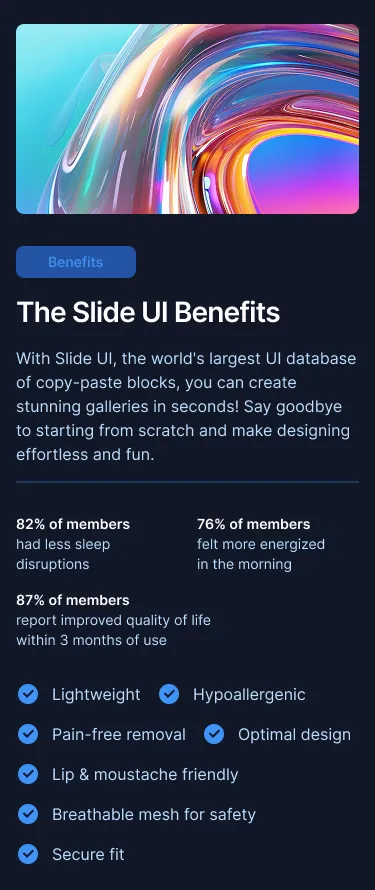 Benefits
The Slide UI Benefits
With Slide UI, the world's largest UI database
of copy-paste blocks, you can create
stunning galleries in seconds! Say goodbye
to starting from scratch and make designing
effortless and fun.
82% of members
had less sleep
disruptions
76% of members
felt more energized
in the morning
87% of members
report improved quality of life
within 3 months of use
Lightweight
Hypoallergenic
Pain-free removal
Optimal design
Lip & moustache friendly
Breathable mesh for safety
Secure fit